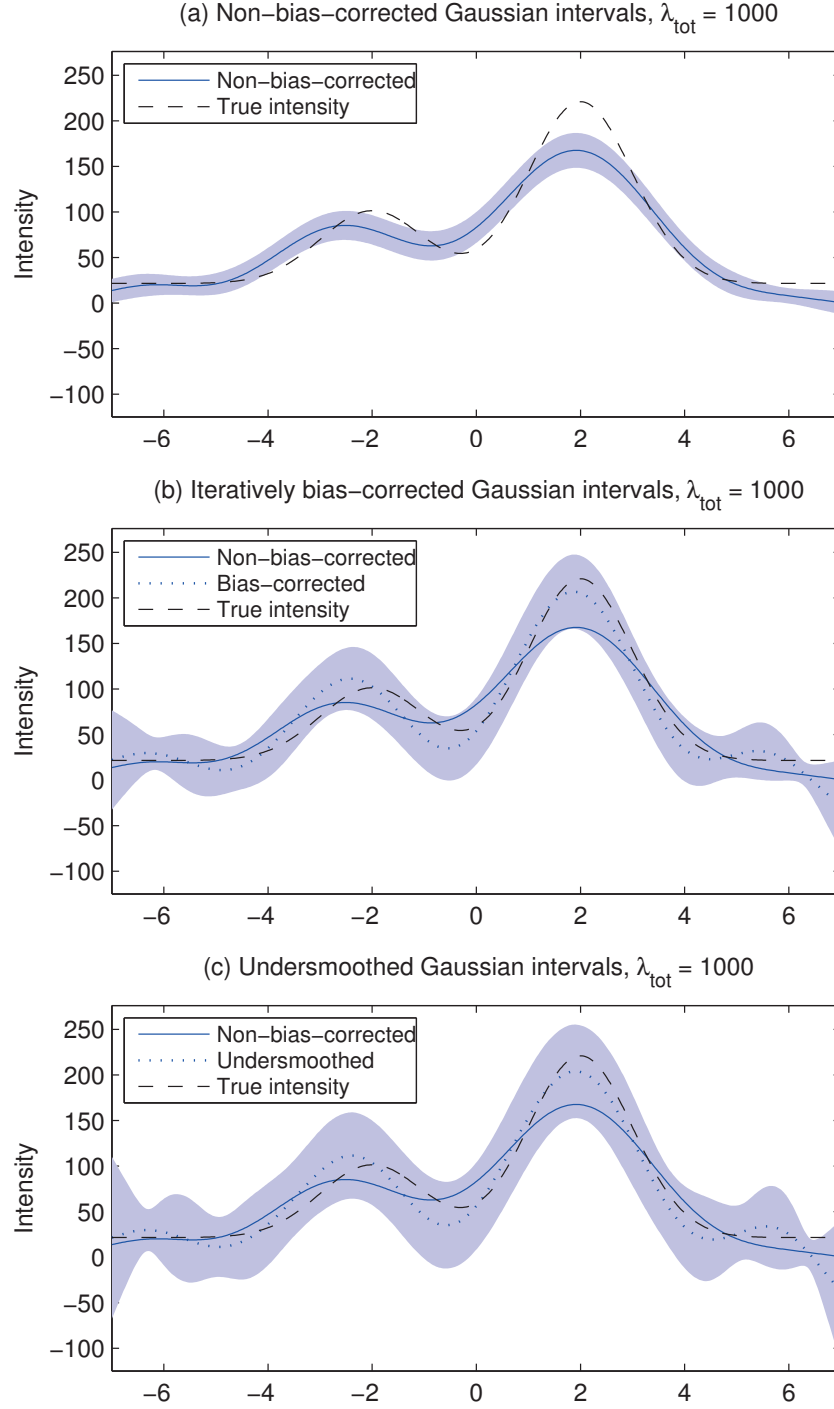 (a) Non−bias−corrected Gaussian intervals, λtot = 1000
Non−bias−corrected
True intensity
250
200
150
100
50
0
−50
−100
Intensity
−6 −4 −2 0 2 4 6
(b) Iteratively bias−corrected Gaussian intervals, λtot = 1000
Non−bias−corrected
Bias−corrected
True intensity
250
200
150
100
50
0
−50
−100
Intensity
−6 −4 −2 0 2 4 6
(c) Undersmoothed Gaussian intervals, λtot = 1000
Non−bias−corrected
Undersmoothed
True intensity
250
200
150
100
50
0
−50
−100
Intensity
−6 −4 −2 0 2 4 6